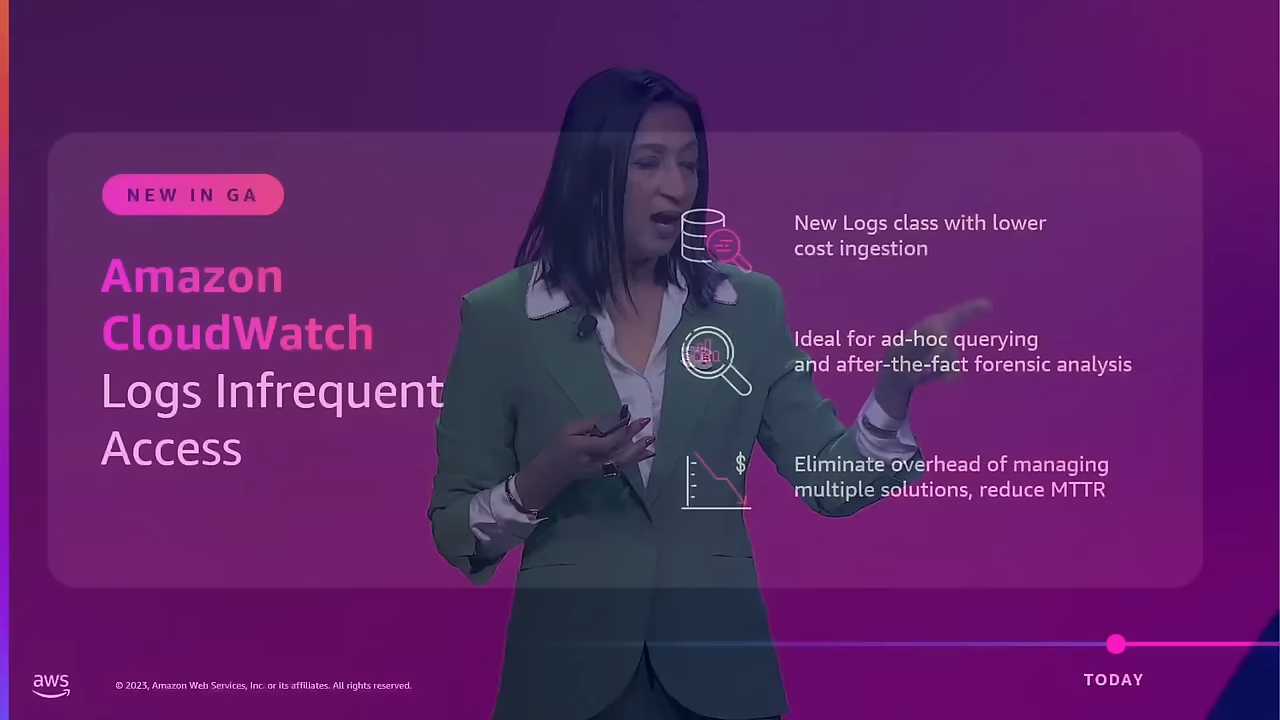 NEW IN GA
Amazon
CloudWatch
Logs Infrequent
Access
New Logs class with lower
cost ingestion
Ideal for ad-hoc querying
and after-the-fact forensic analysis
$
Eliminate overhead of managing
multiple solutions, reduce MTTR
TODAY
aws
© 2023, Amazon Web Services, Inc. or its affiliates. All rights reserved.